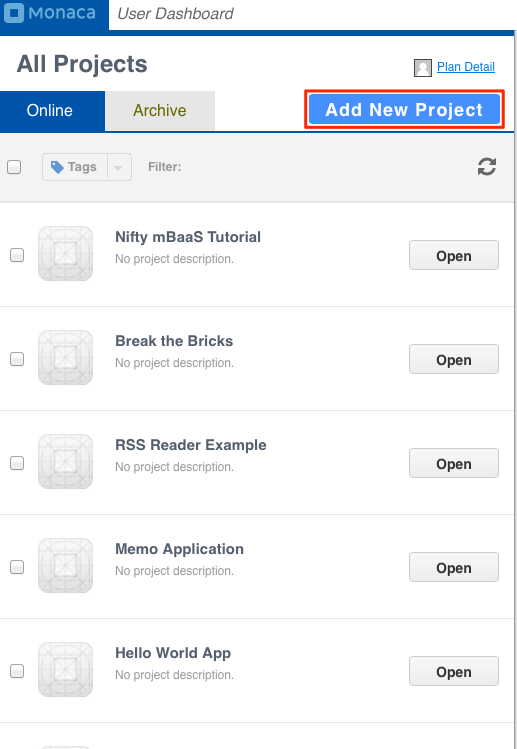 Monaca
User Dashboard
All Projects
Plan Detail
Online
Archive
Add New Project
Tags
Filter:
Nifty mBaaS Tutorial
No project description.
Open
Break the Bricks
No project description.
Open
RSS Reader Example
No project description.
Open
Memo Application
No project description.
Open
Hello World App
No project description.
Open